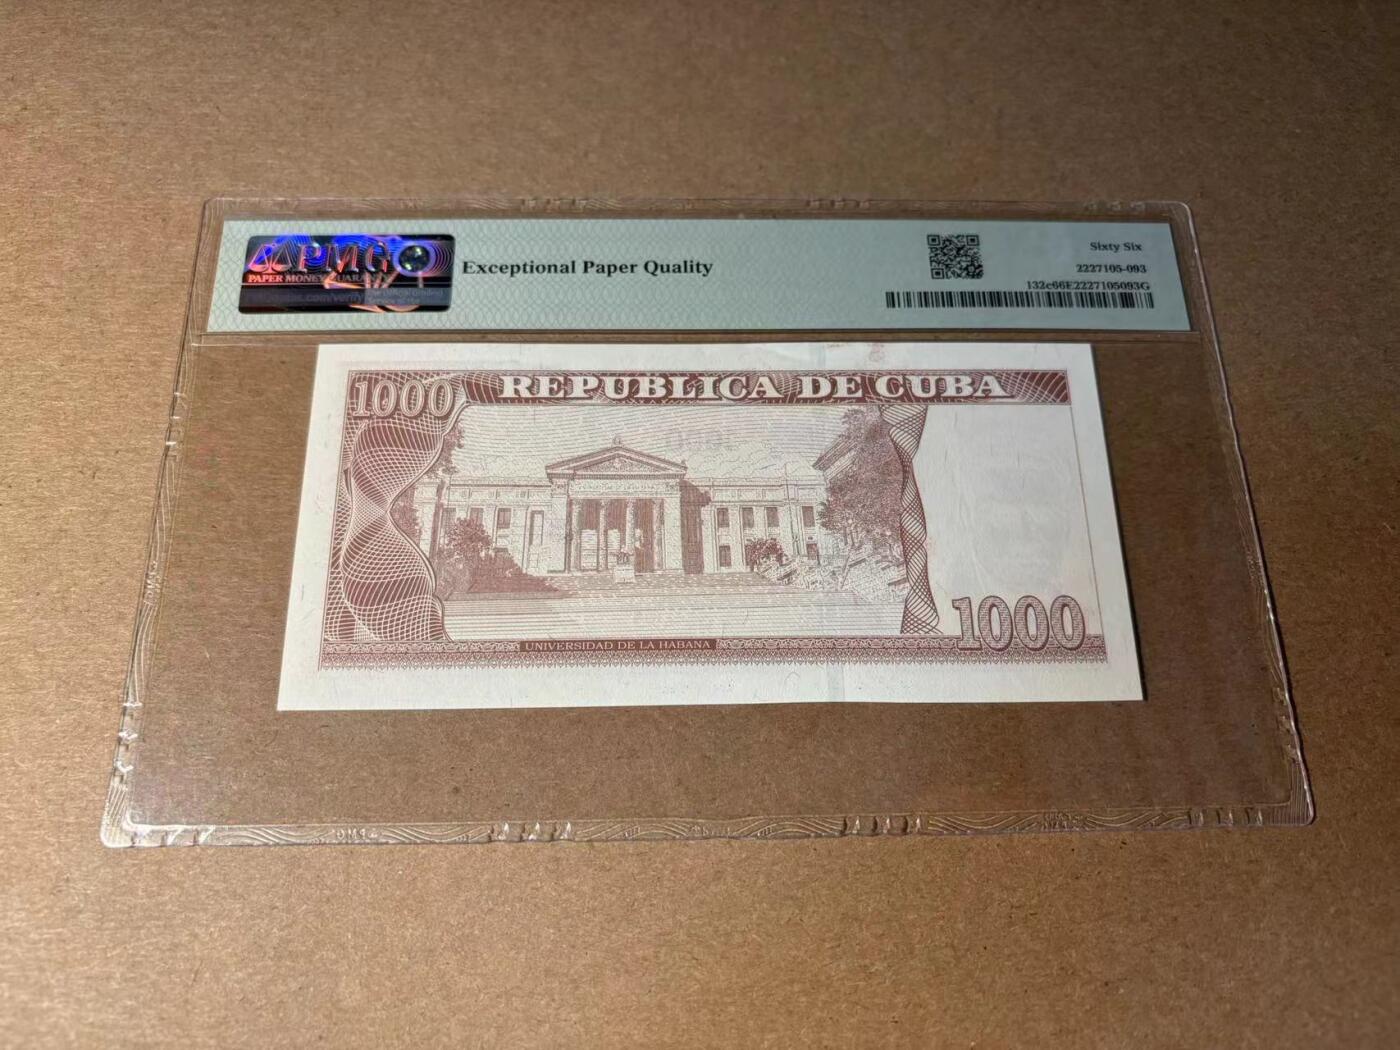 PMG
PAPER MONEY GUARANTY
Exceptional Paper Quality
Sixty Six
2227105-093
132c66E2227105093G
1000
REPUBLICA DE CUBA
1000
UNIVERSIDAD DE LA HABANA